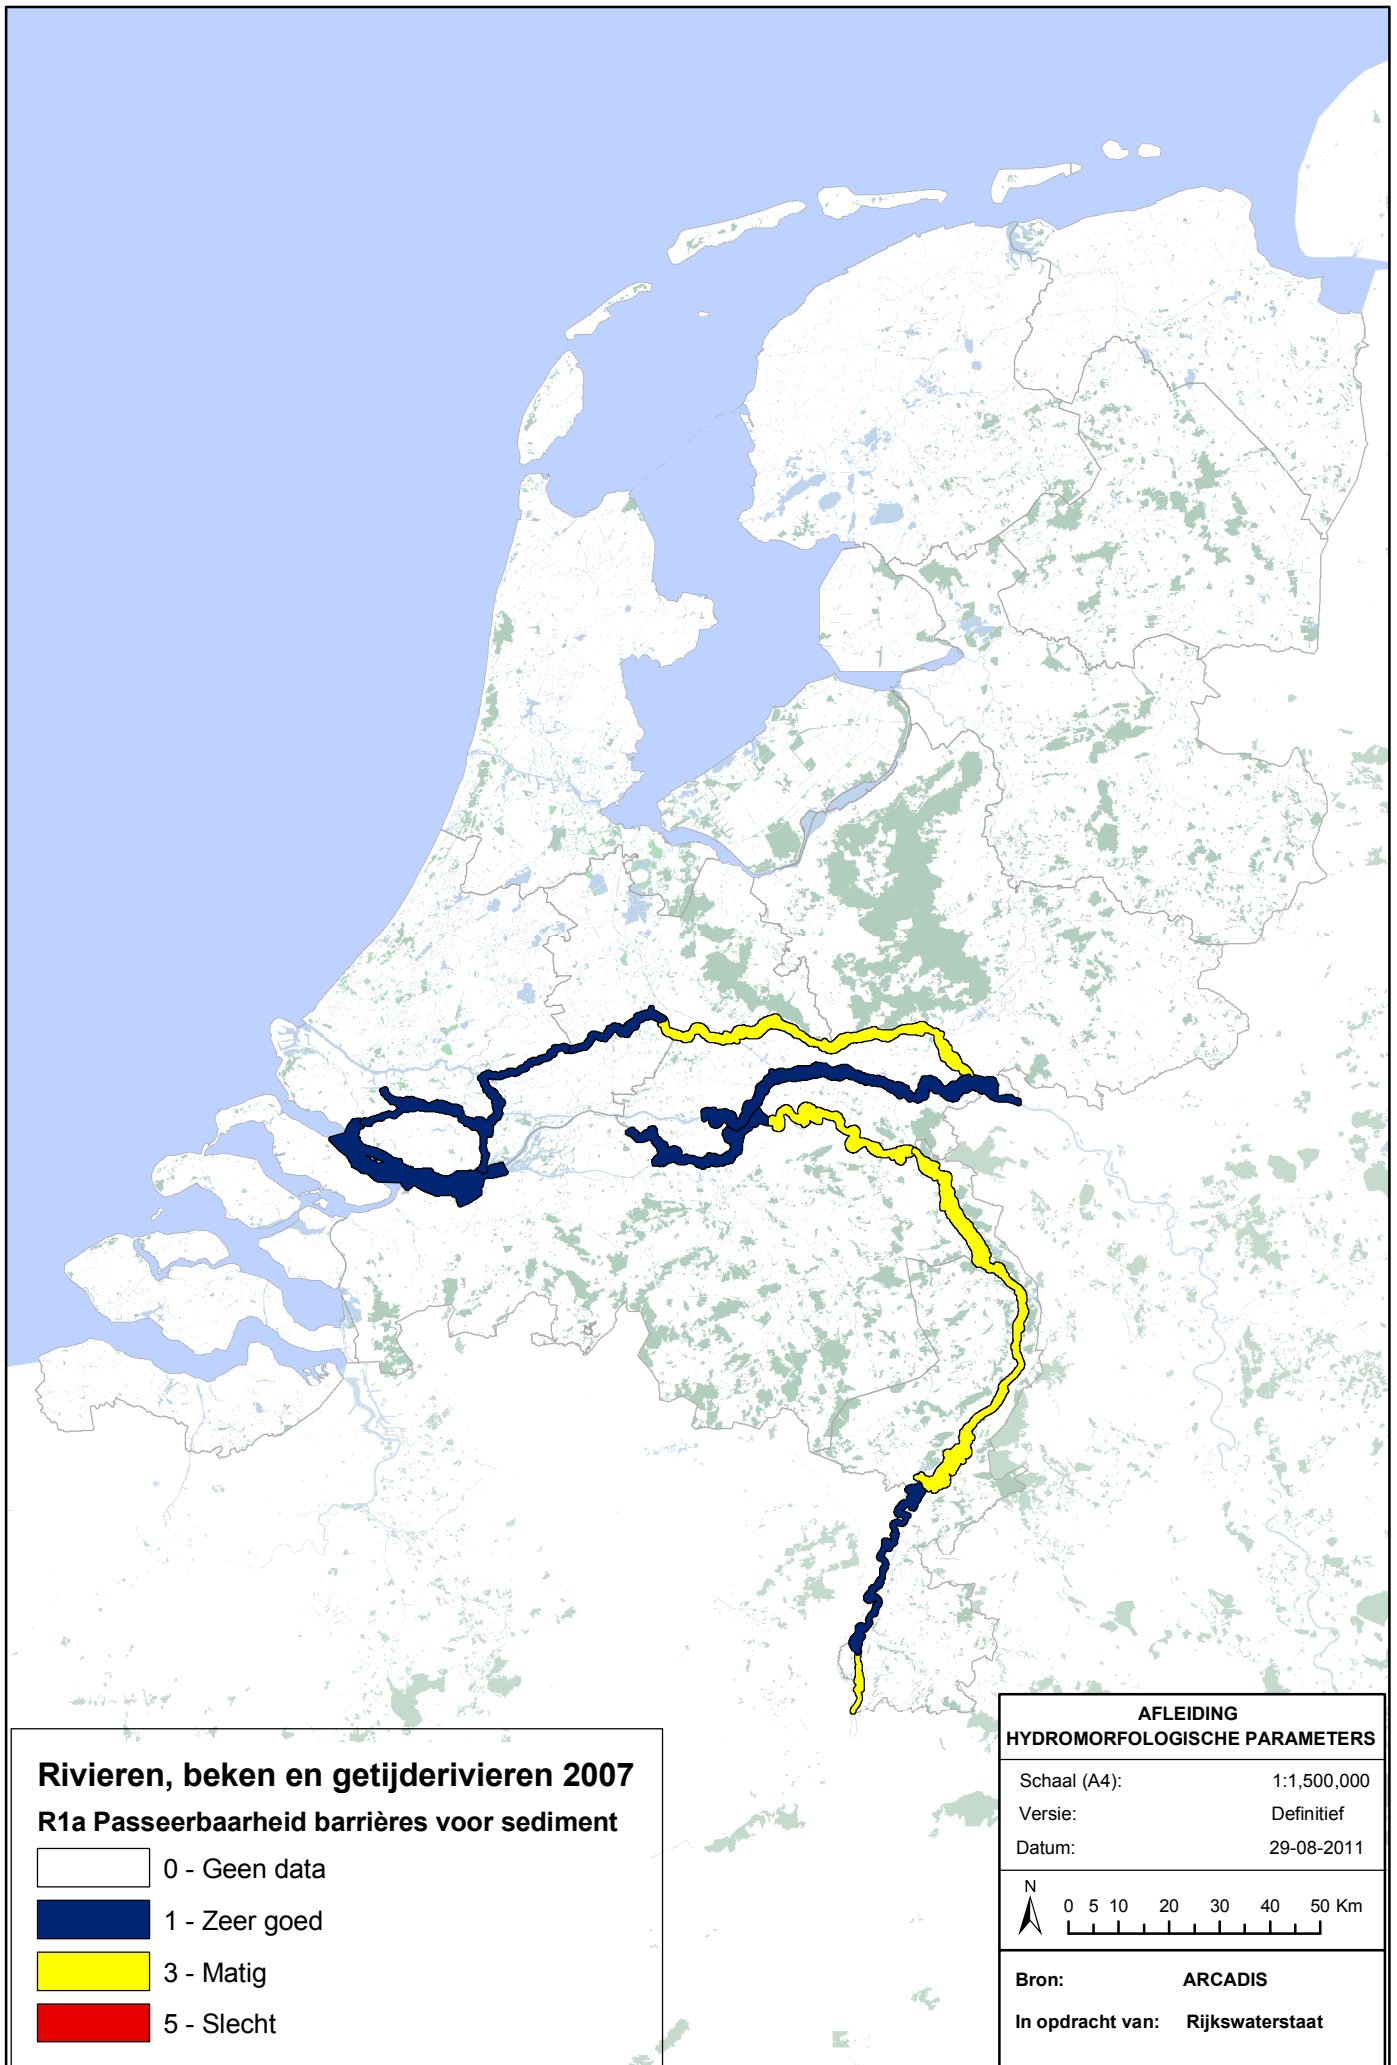 Rivieren, beken en getijderivieren 2007
R1a Passeerbaarheid barrières voor sediment
0 - Geen data
1 - Zeer goed
3 - Matig
5 - Slecht
AFLEIDING
HYDROMORFOLOGISCHE PARAMETERS
Schaal (A4): 1:1,500,000
Versie: Definitief
Datum: 29-08-2011
N
0 5 10 20 30 40 50 Km
Bron: ARCADIS
In opdracht van: Rijkswaterstaat